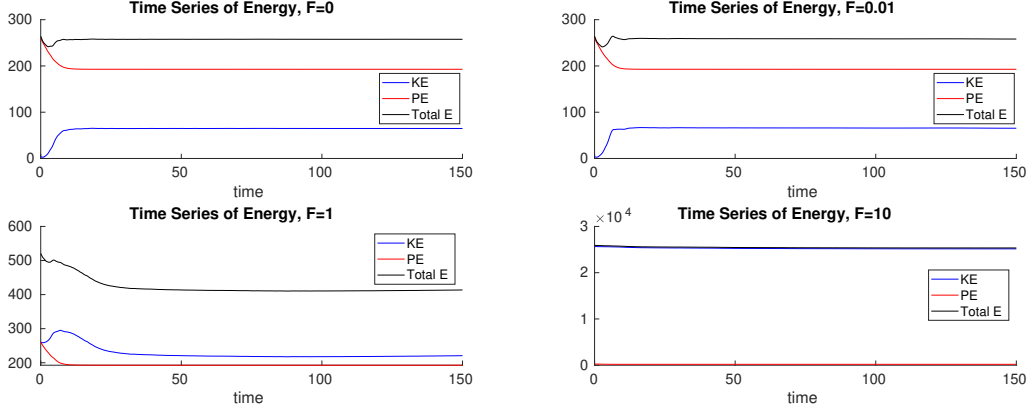 Time Series of Energy, F=0
300
200
100
0
KE
PE
Total E
0 50 100 150
time
Time Series of Energy, F=0.01
300
200
100
0
KE
PE
Total E
0 50 100 150
time
Time Series of Energy, F=1
600
500
400
300
200
KE
PE
Total E
0 50 100 150
time
Time Series of Energy, F=10
×10⁴
3
2
1
0
KE
PE
Total E
0 50 100 150
time